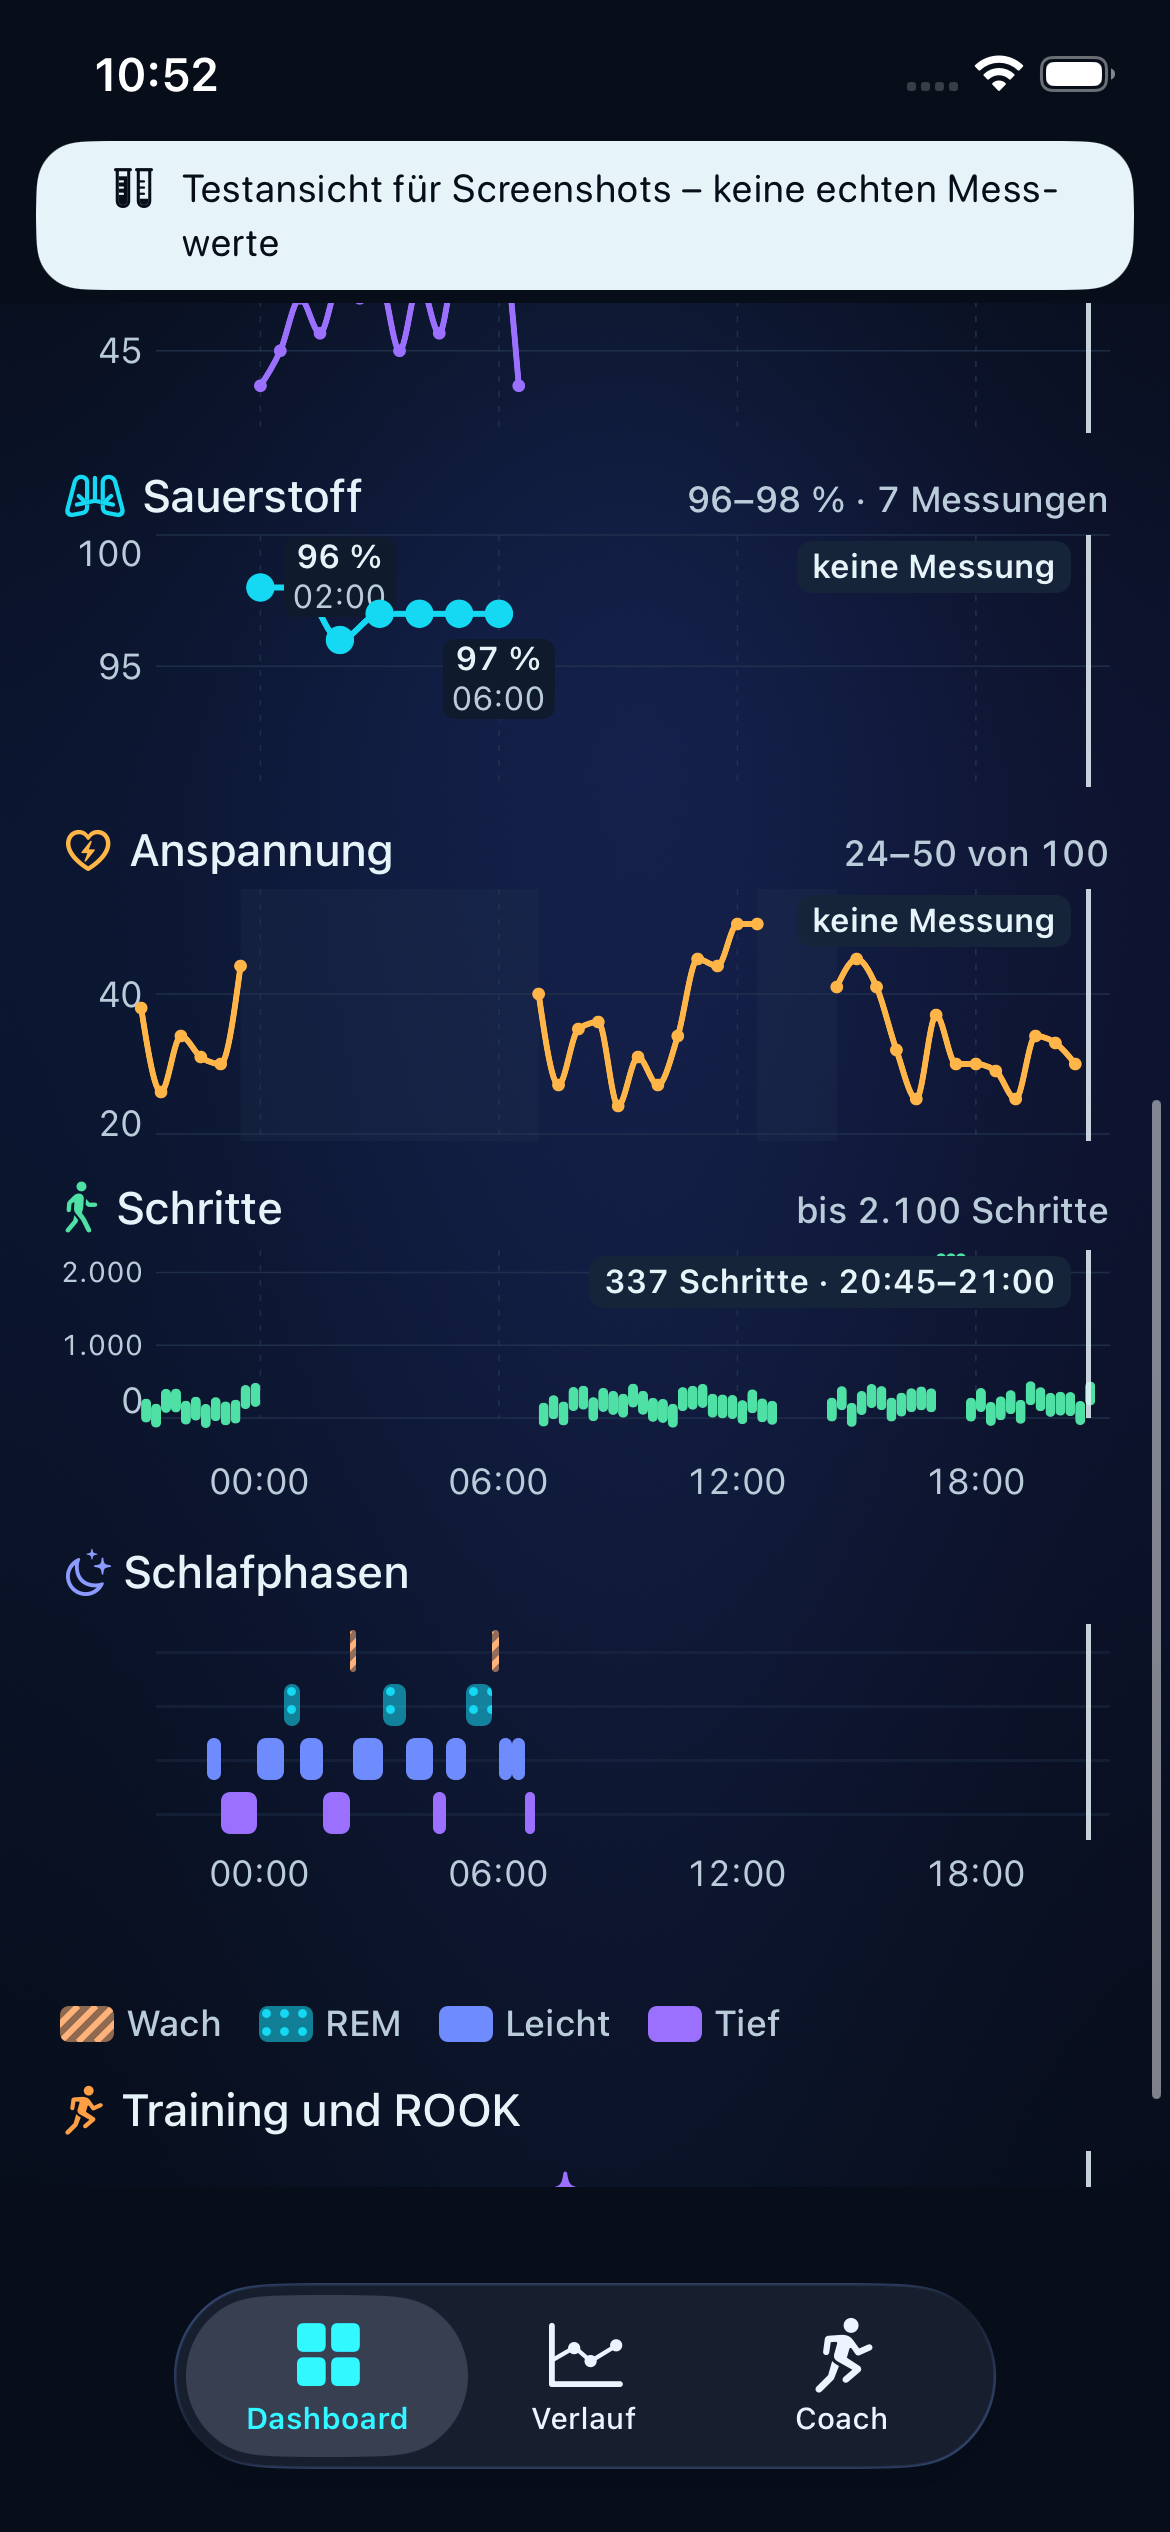 10:52
Testansicht für Screenshots – keine echten Mess-
werte
45
Sauerstoff
96–98 % · 7 Messungen
100
96 %
02:00
keine Messung
95
97 %
06:00
Anspannung
24–50 von 100
keine Messung
40
20
Schritte
bis 2.100 Schritte
2.000
337 Schritte · 20:45–21:00
1.000
0
00:00 06:00 12:00 18:00
Schlafphasen
00:00 06:00 12:00 18:00
Wach REM Leicht Tief
Training und ROOK
Dashboard Verlauf Coach